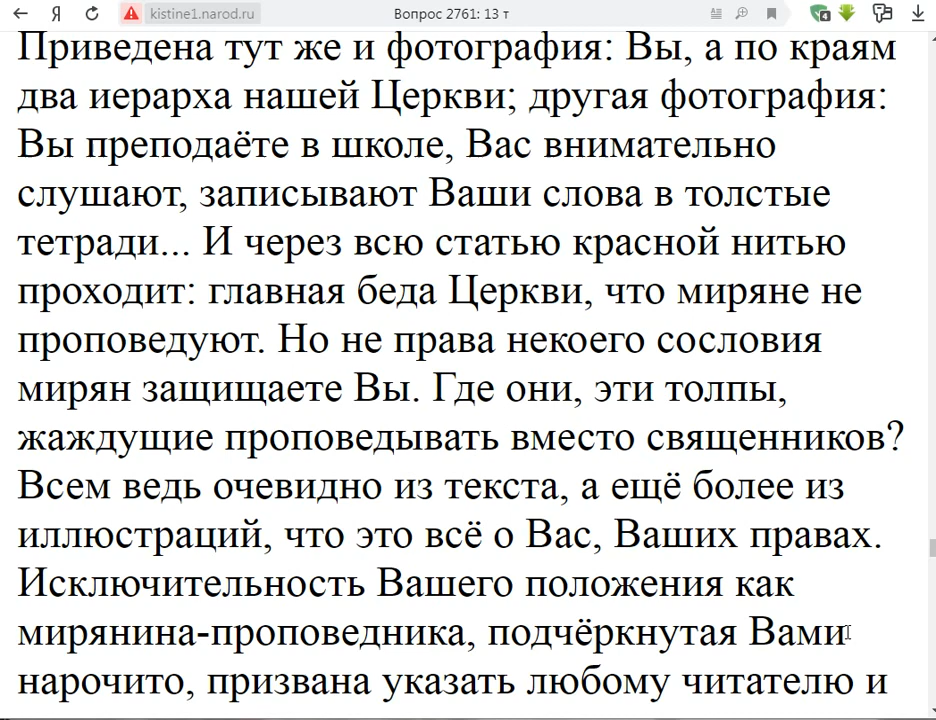 kistine1.narod.ru
Вопрос 2761: 13 т
4
Приведена тут же и фотография: Вы, а по краям
два иерарха нашей Церкви; другая фотография:
Вы преподаёте в школе, Вас внимательно
слушают, записывают Ваши слова в толстые
тетради... И через всю статью красной нитью
проходит: главная беда Церкви, что миряне не
проповедуют. Но не права некоего сословия
мирян защищаете Вы. Где они, эти толпы,
жаждущие проповедывать вместо священников?
Всем ведь очевидно из текста, а ещё более из
иллюстраций, что это всё о Вас, Ваших правах.
Исключительность Вашего положения как
мирянина-проповедника, подчёркнутая Вами
нарочито, призвана указать любому читателю и